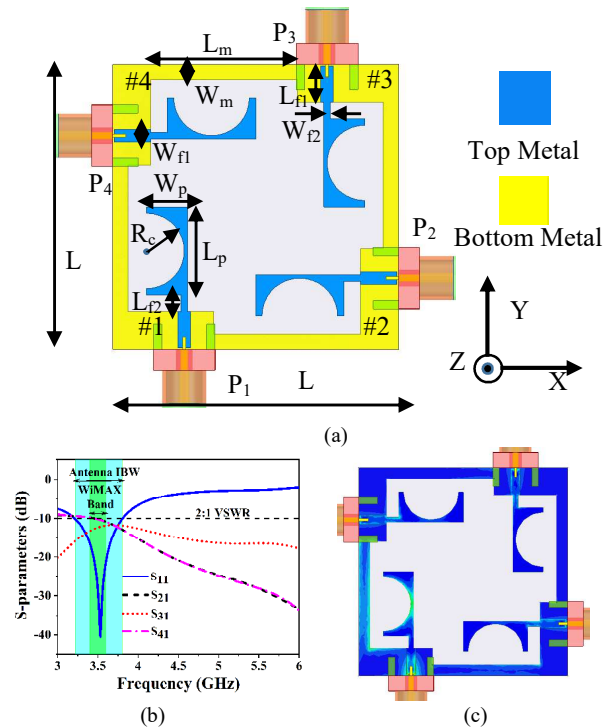 P3
Lm
#4
#3
Wm
Lf1
Wf2
Wf1
Top Metal
P4
Wp
Rc
Lp
P2
Bottom Metal
L
Lf2
Y
#1
#2
Z
X
P1
L
(a)
Antenna IBW
WiMAX
Band
2:1 VSWR
S-parameters (dB)
0
-10
-20
-30
-40
S11
S21
S31
S41
3 3.5 4 4.5 5 5.5 6
Frequency (GHz)
(b)
(c)